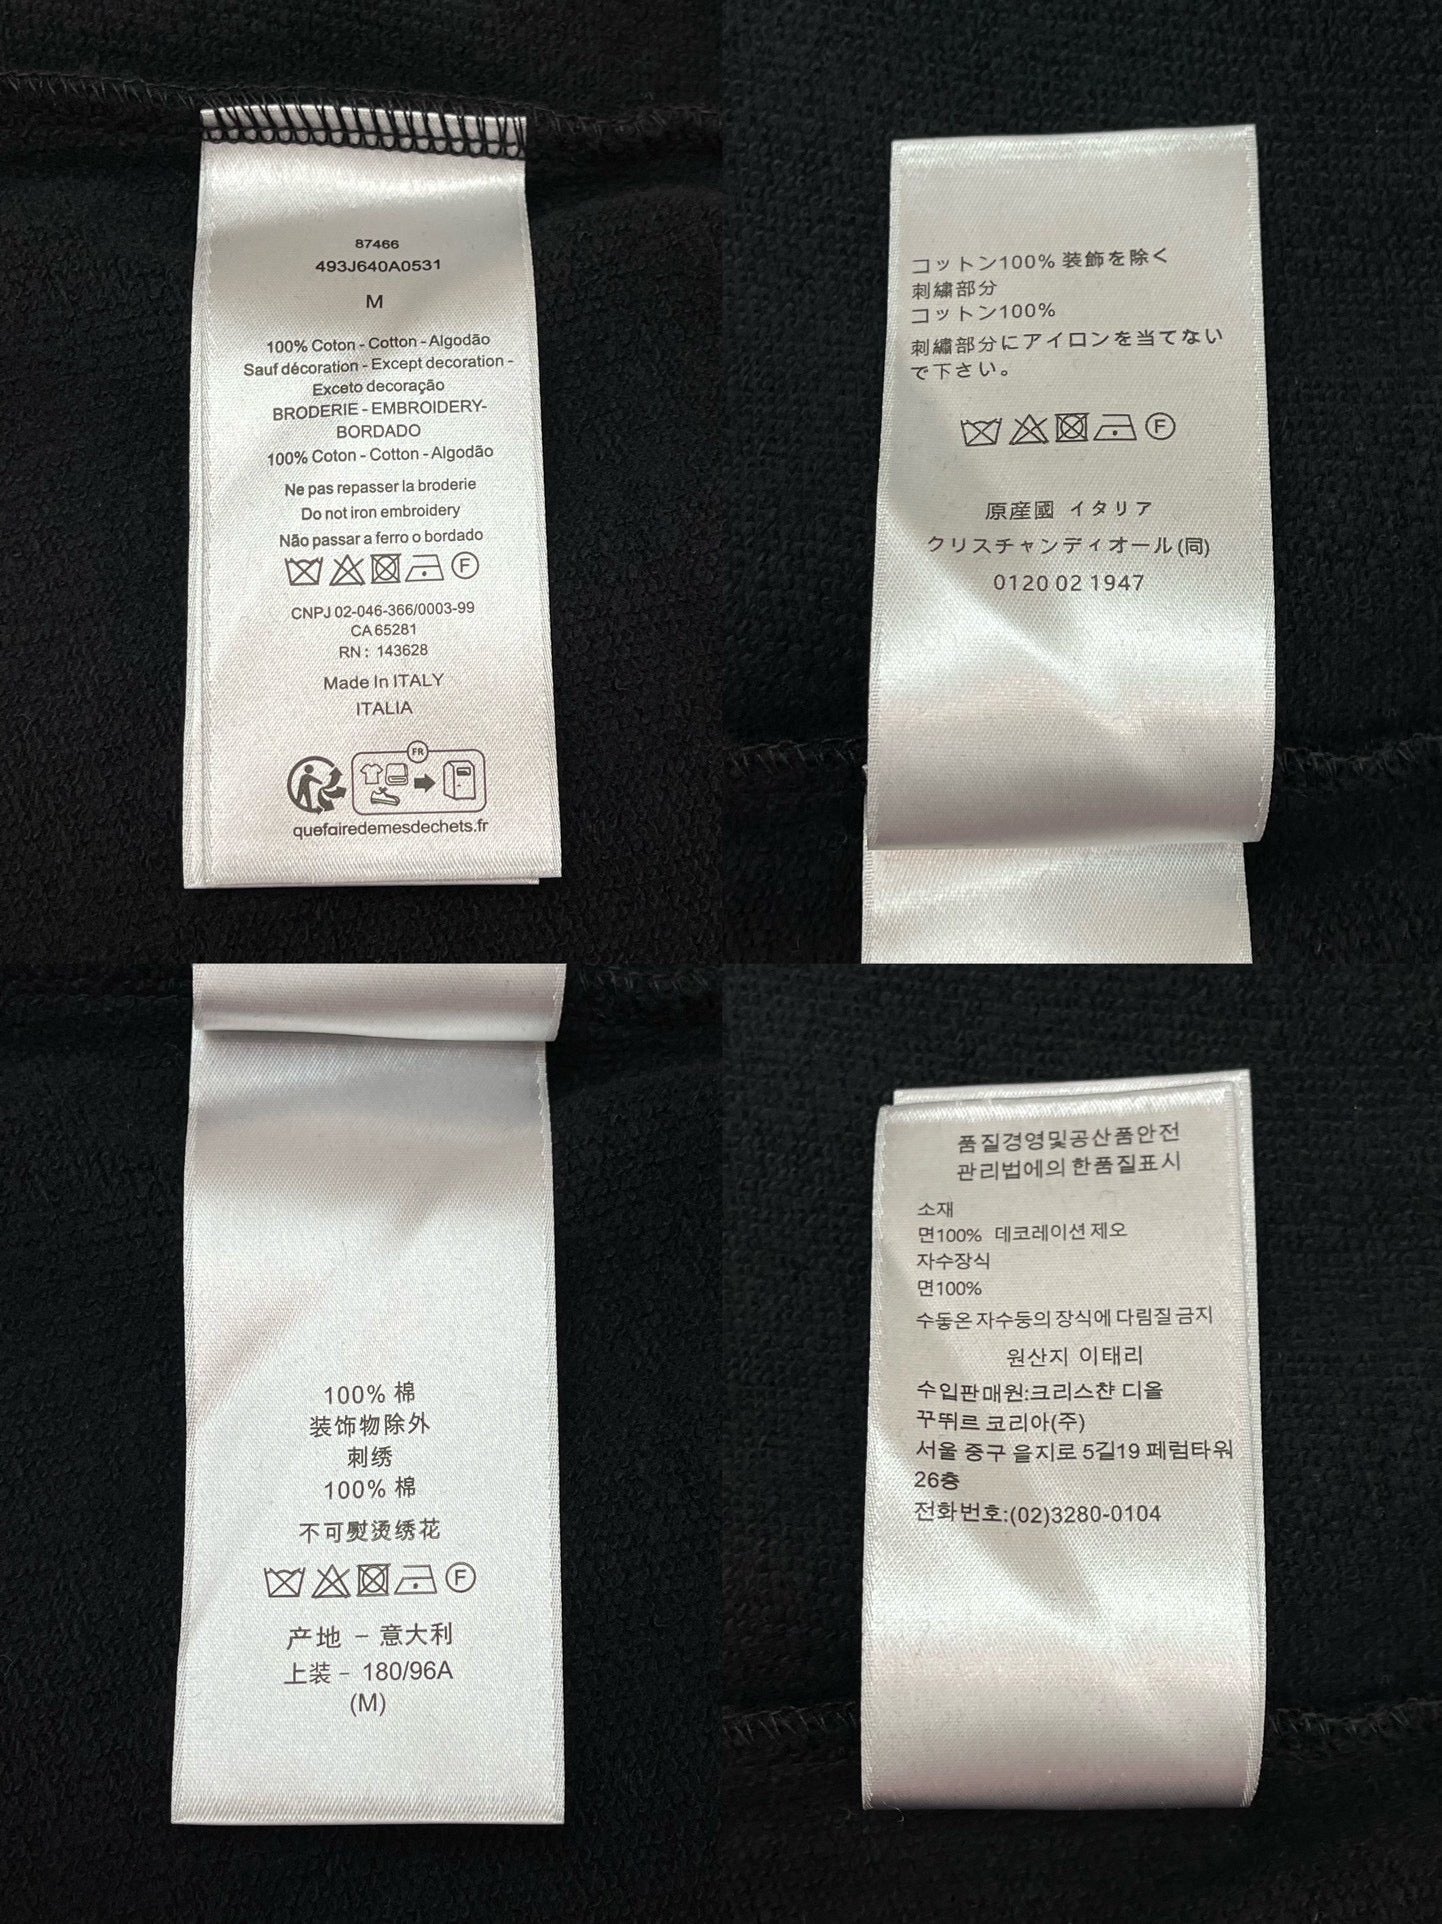 87466
493J640A0531
M
100% Coton - Cotton - Algodão
Sauf décoration - Except decoration -
Exceto decoração
BRODERIE - EMBROIDERY-
BORDADO
100% Coton - Cotton - Algodão
Ne pas repasser la broderie
Do not iron embroidery
Não passar a ferro o bordado
F
CNPJ 02-046-366/0003-99
CA 65281
RN : 143628
Made In ITALY
ITALIA
FR
quefairedemesdechets.fr
コットン100% 装飾を除く
刺繍部分
コットン100%
刺繍部分にアイロンを当てない
で下さい。
F
原産國 イタリア
クリスチャンディオール(同)
0120 02 1947
100% 棉
装饰物除外
刺绣
100% 棉
不可熨烫绣花
F
产地 – 意大利
上装 – 180/96A
(M)
품질경영및공산품안전
관리법에의 한품질표시
소재
면100% 데코레이션 제오
자수장식
면100%
수둫온 자수둥의 장식에 다림질 금지
원산지 이태리
수입판매원:크리스챤 디올
꾸뛰르 코리아(주)
서울 중구 을지로 5길19 페럼타워
26층
전화번호:(02)3280-0104